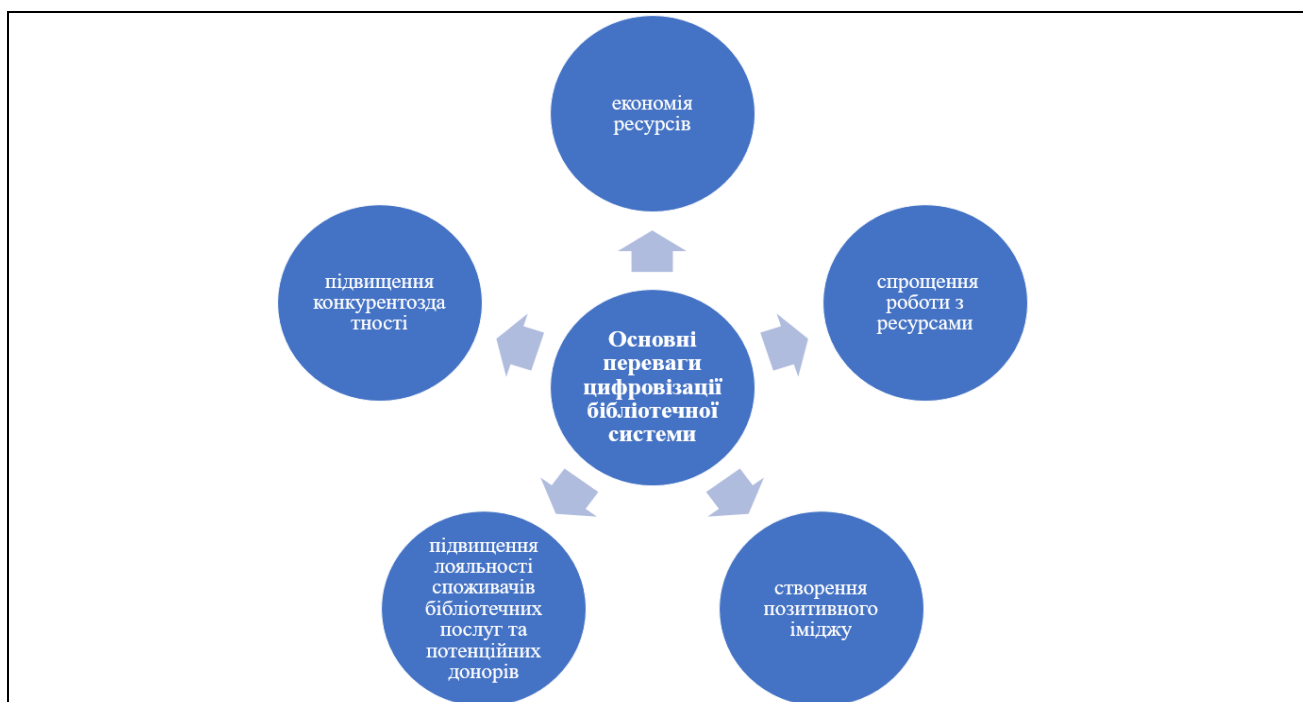 економія
ресурсів
підвищення
конкурентозда
тності
спрощення
роботи з
ресурсами
Основні
переваги
цифровізації
бібліотечної
системи
підвищення
лояльності
споживачів
бібліотечних
послуг та
потенційних
донорів
створення
позитивного
іміджу